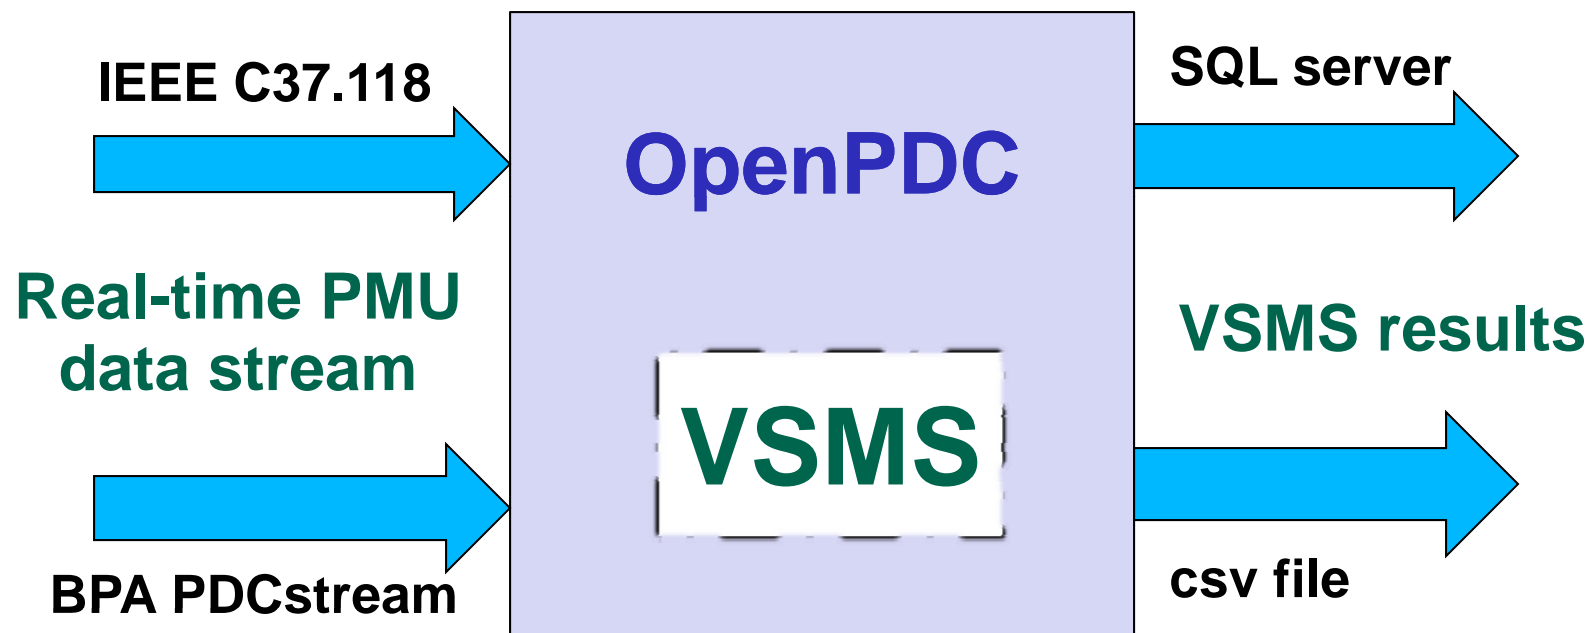 IEEE C37.118
Real-time PMU
data stream
BPA PDCstream
OpenPDC
VSMS
SQL server
VSMS results
csv file